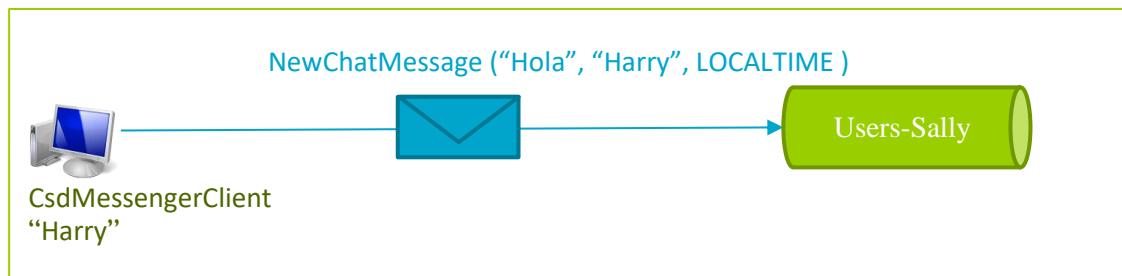 NewChatMessage (“Hola”, “Harry”, LOCALTIME )
Users-Sally
CsdMessengerClient
“Harry”